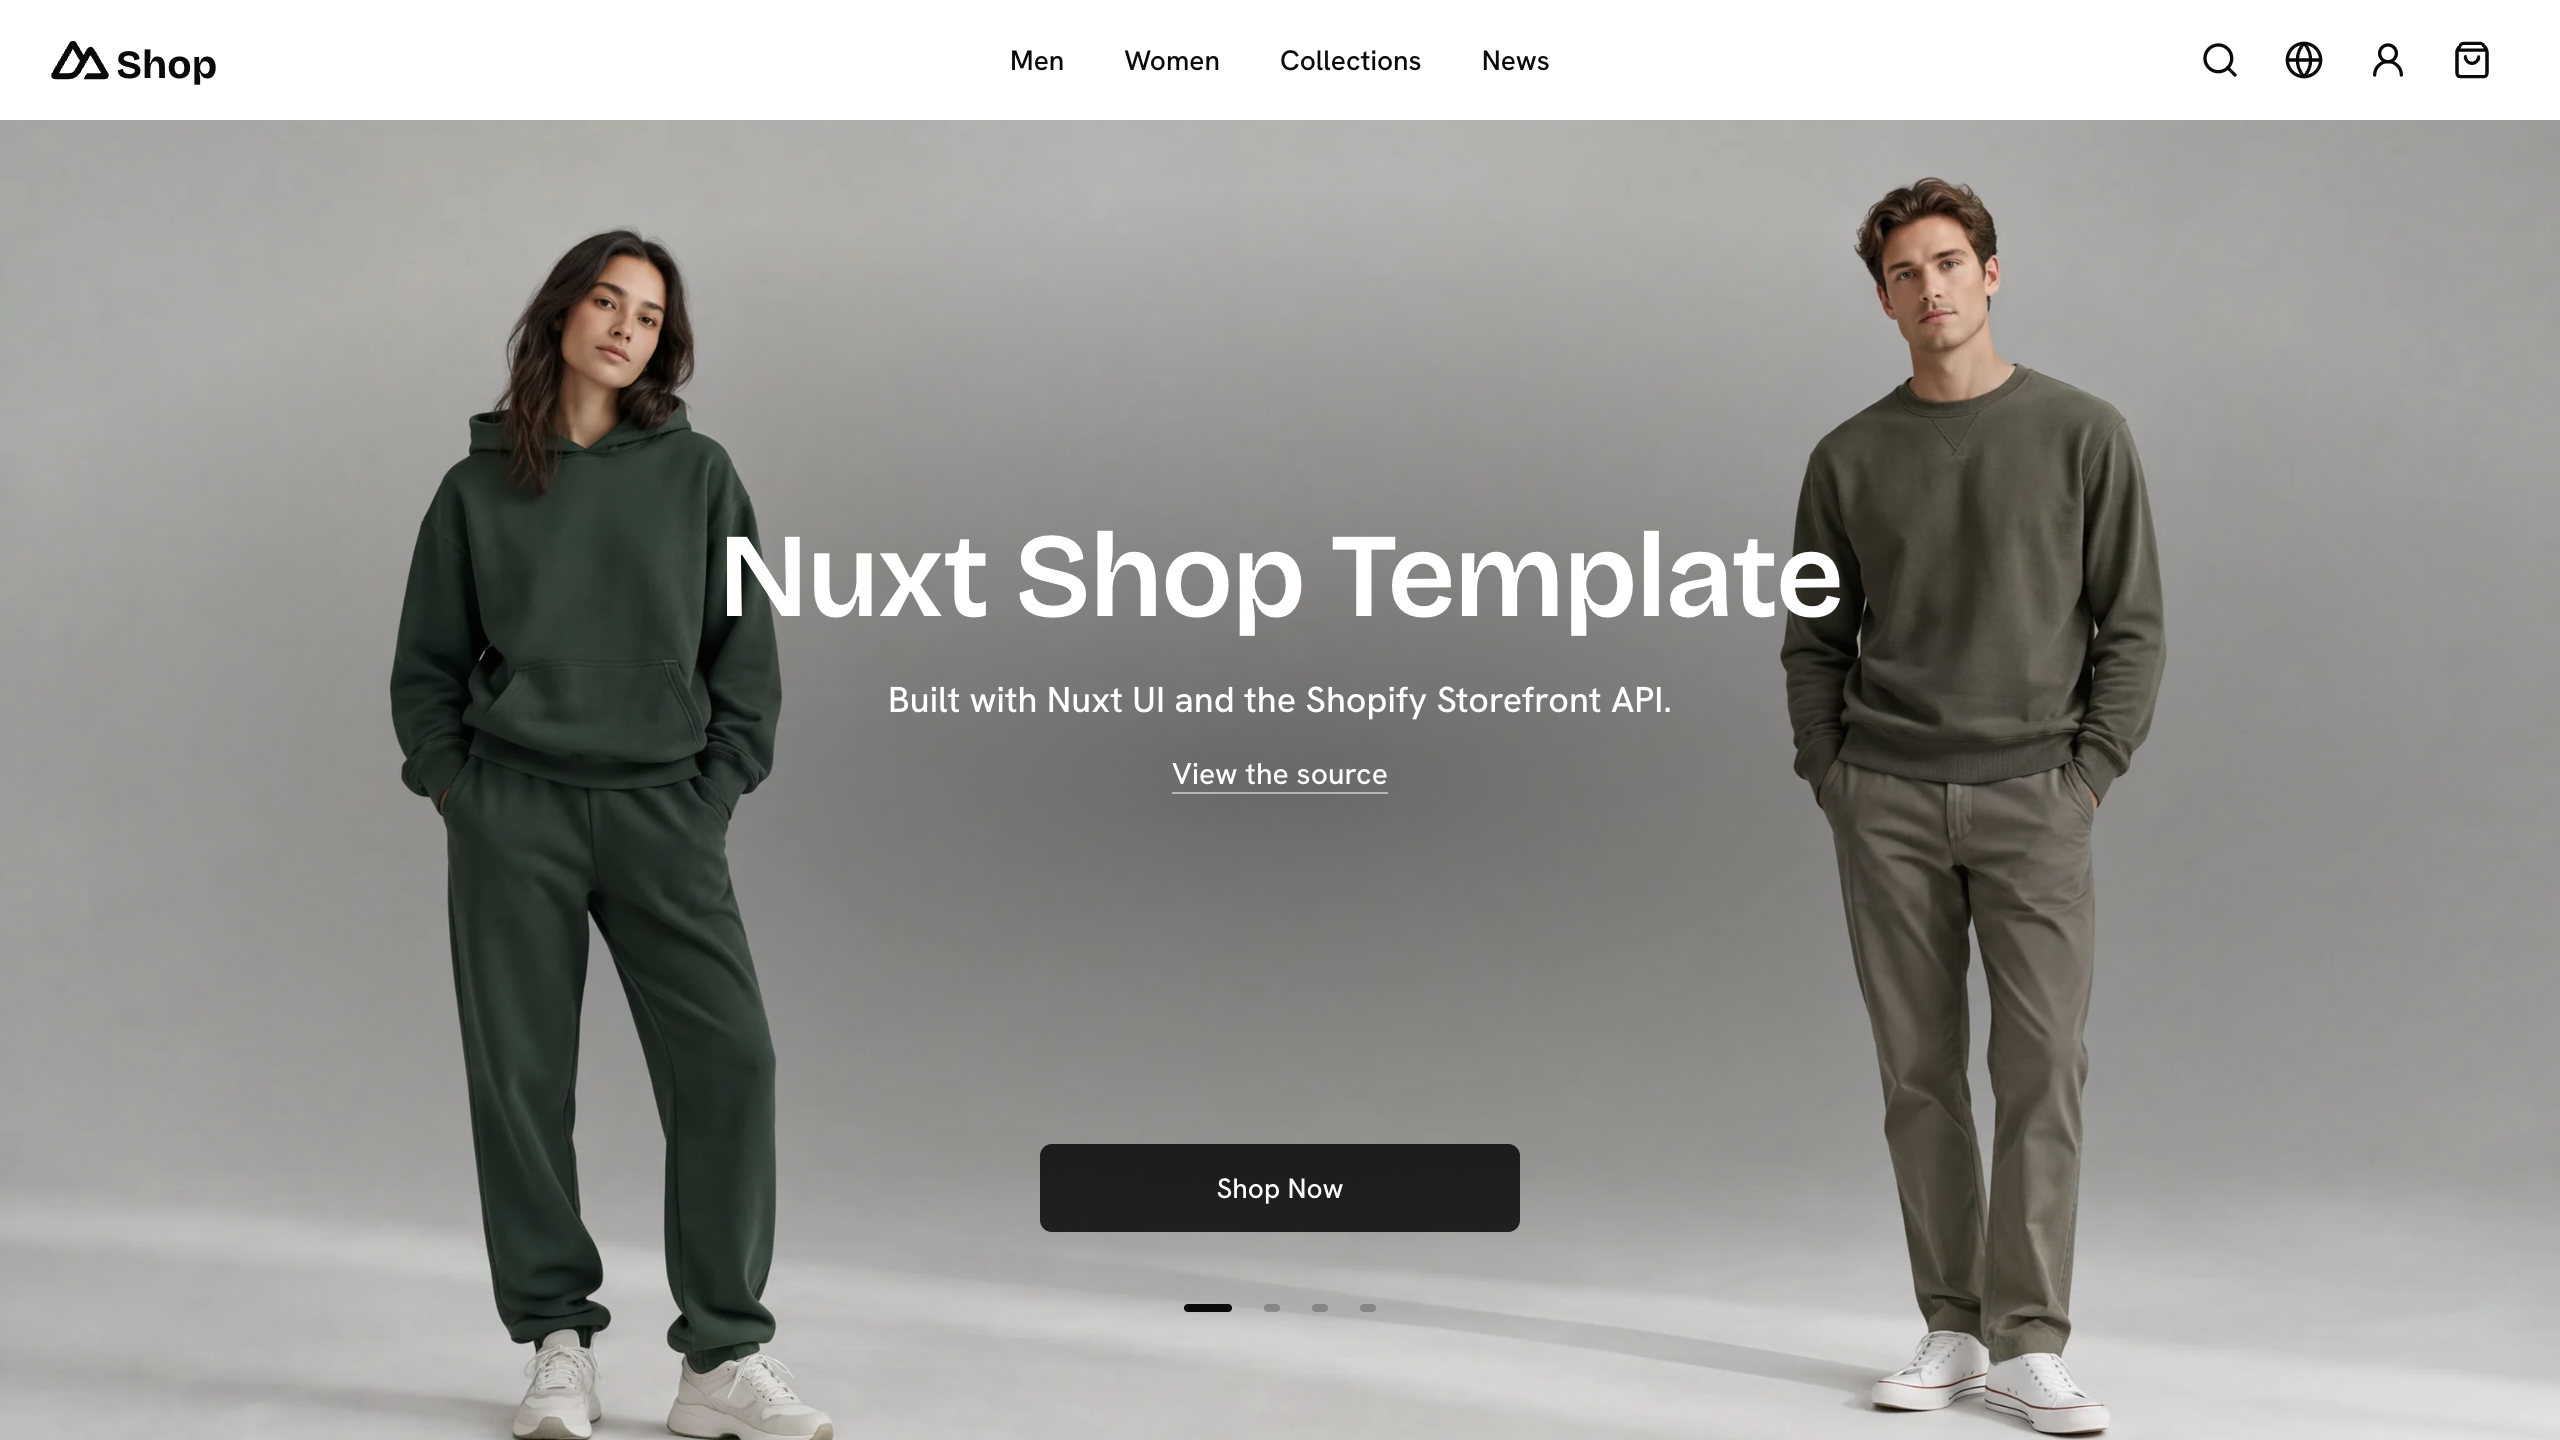 Shop
Men
Women
Collections
News
Nuxt Shop Template
Built with Nuxt UI and the Shopify Storefront API.
View the source
Shop Now